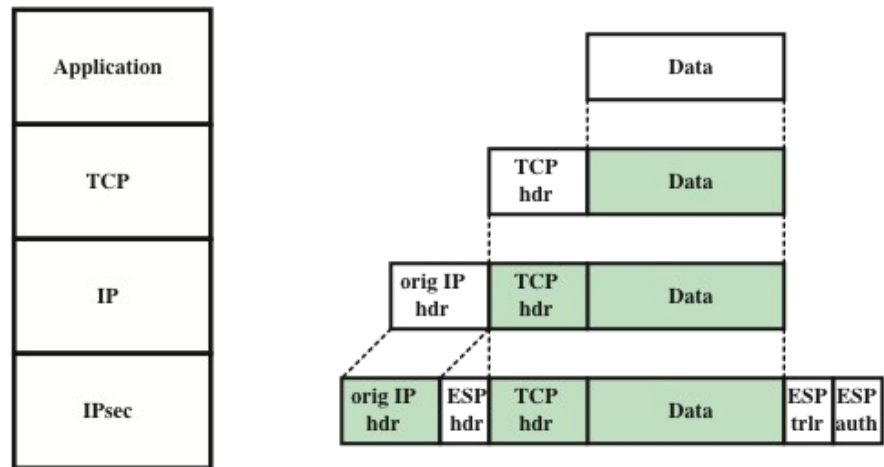 Application
Data
TCP
TCP
hdr
Data
IP
orig IP
hdr
TCP
hdr
Data
IPsec
orig IP
hdr
ESP
hdr
TCP
hdr
Data
ESP
trlr
ESP
auth